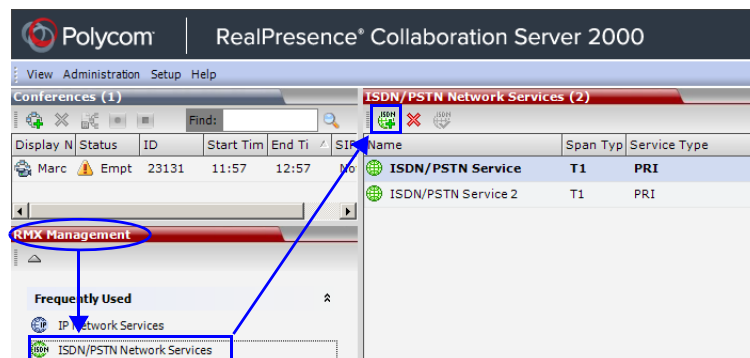 Polycom
RealPresence® Collaboration Server 2000
View Administration Setup Help
Conferences (1)
Find:
Display N Status ID Start Tim End Ti SIP
Marc Empt 23131 11:57 12:57 No
RMX Management
Frequently Used
IP Network Services
ISDN/PSTN Network Services
ISDN/PSTN Network Services (2)
Name Span Typ Service Type
ISDN/PSTN Service T1 PRI
ISDN/PSTN Service 2 T1 PRI